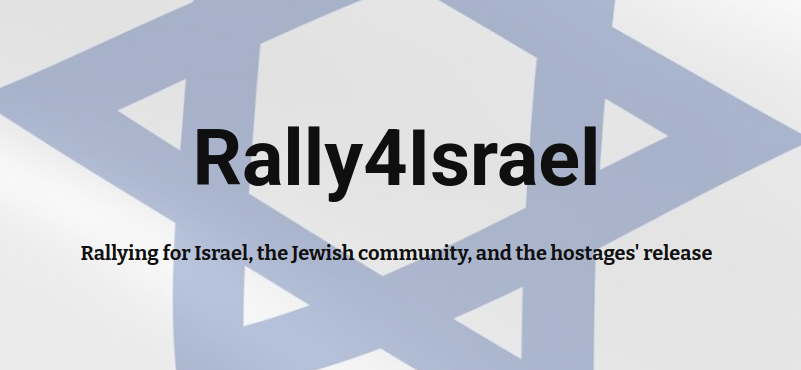 Rally4Israel
Rallying for Israel, the Jewish community, and the hostages' release